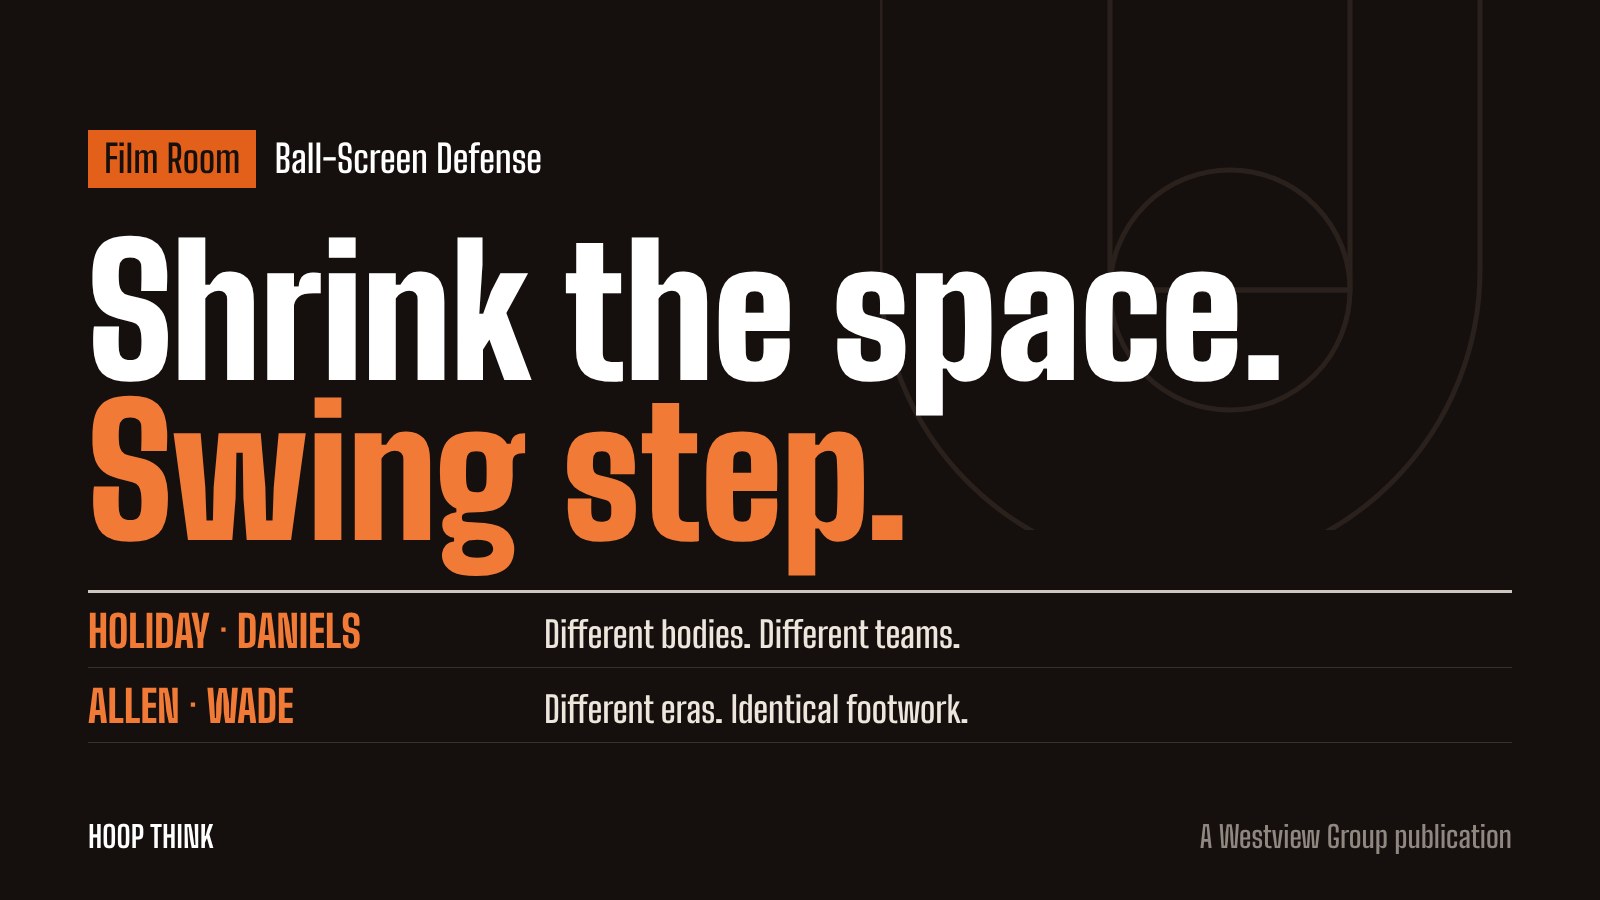 Film Room Ball-Screen Defense
Shrink the space.
Swing step.
HOLIDAY · DANIELS Different bodies. Different teams.
ALLEN · WADE Different eras. Identical footwork.
HOOP THINK A Westview Group publication